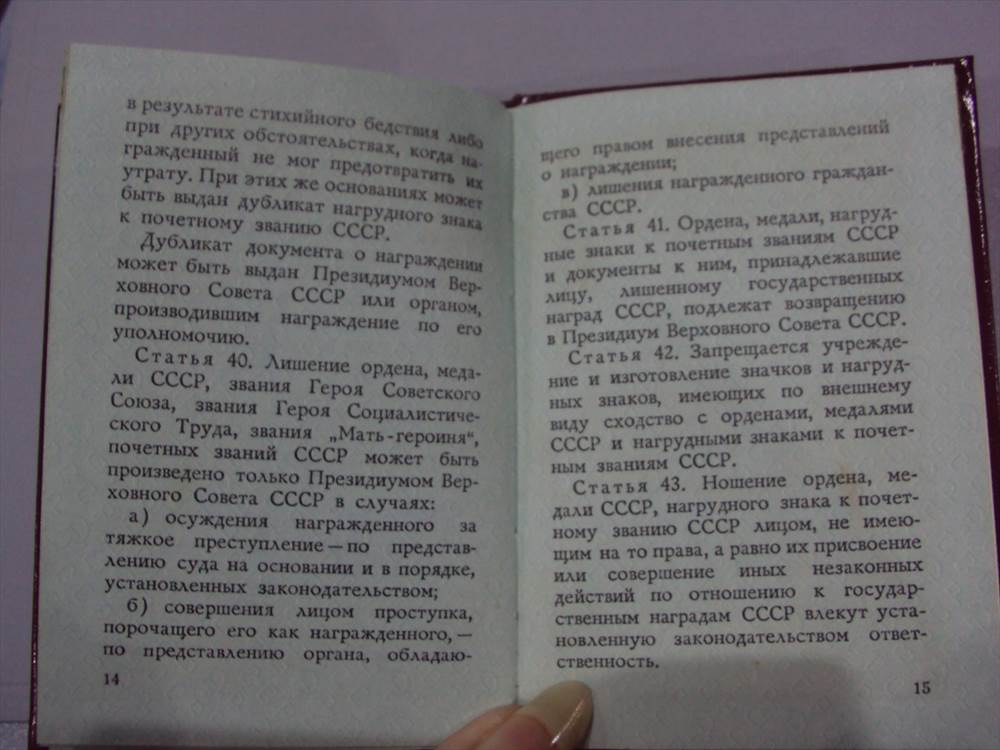 в результате стихийного бедствия либо
при других обстоятельствах, когда на-
гражденный не мог предотвратить их
утрату. При этих же основаниях может
быть выдан дубликат нагрудного знака
к почетному званию СССР.
Дубликат документа о награждении
может быть выдан Президиумом Вер-
ховного Совета СССР или органом,
производившим награждение по его
уполномочию.
Статья 40. Лишение ордена, меда-
ли СССР, звания Героя Советского
Союза, звания Героя Социалистиче-
ского Труда, звания „Мать-героиня“,
почетных званий СССР может быть
произведено только Президиумом Вер-
ховного Совета СССР в случаях:
а) осуждения награжденного за
тяжкое преступление — по представ-
лению суда на основании и в порядке,
установленных законодательством;
б) совершения лицом проступка,
порочащего его как награжденного, —
по представлению органа, обладаю-
14
щего правом внесения представлений
о награждении;
в) лишения награжденного граждан-
ства СССР.
Статья 41. Ордена, медали, нагруд-
ные знаки к почетным званиям СССР
и документы к ним, принадлежавшие
лицу, лишенному государственных
наград СССР, подлежат возвращению
в Президиум Верховного Совета СССР.
Статья 42. Запрещается учрежде-
ние и изготовление значков и нагруд-
ных знаков, имеющих по внешнему
виду сходство с орденами, медалями
СССР и нагрудными знаками к почет-
ным званиям СССР.
Статья 43. Ношение ордена, ме-
дали СССР, нагрудного знака к почет-
ному званию СССР лицом, не имею-
щим на то права, а равно их присвоение
или совершение иных незаконных
действий по отношению к государ-
ственным наградам СССР влекут уста-
новленную законодательством ответ-
ственность.
15